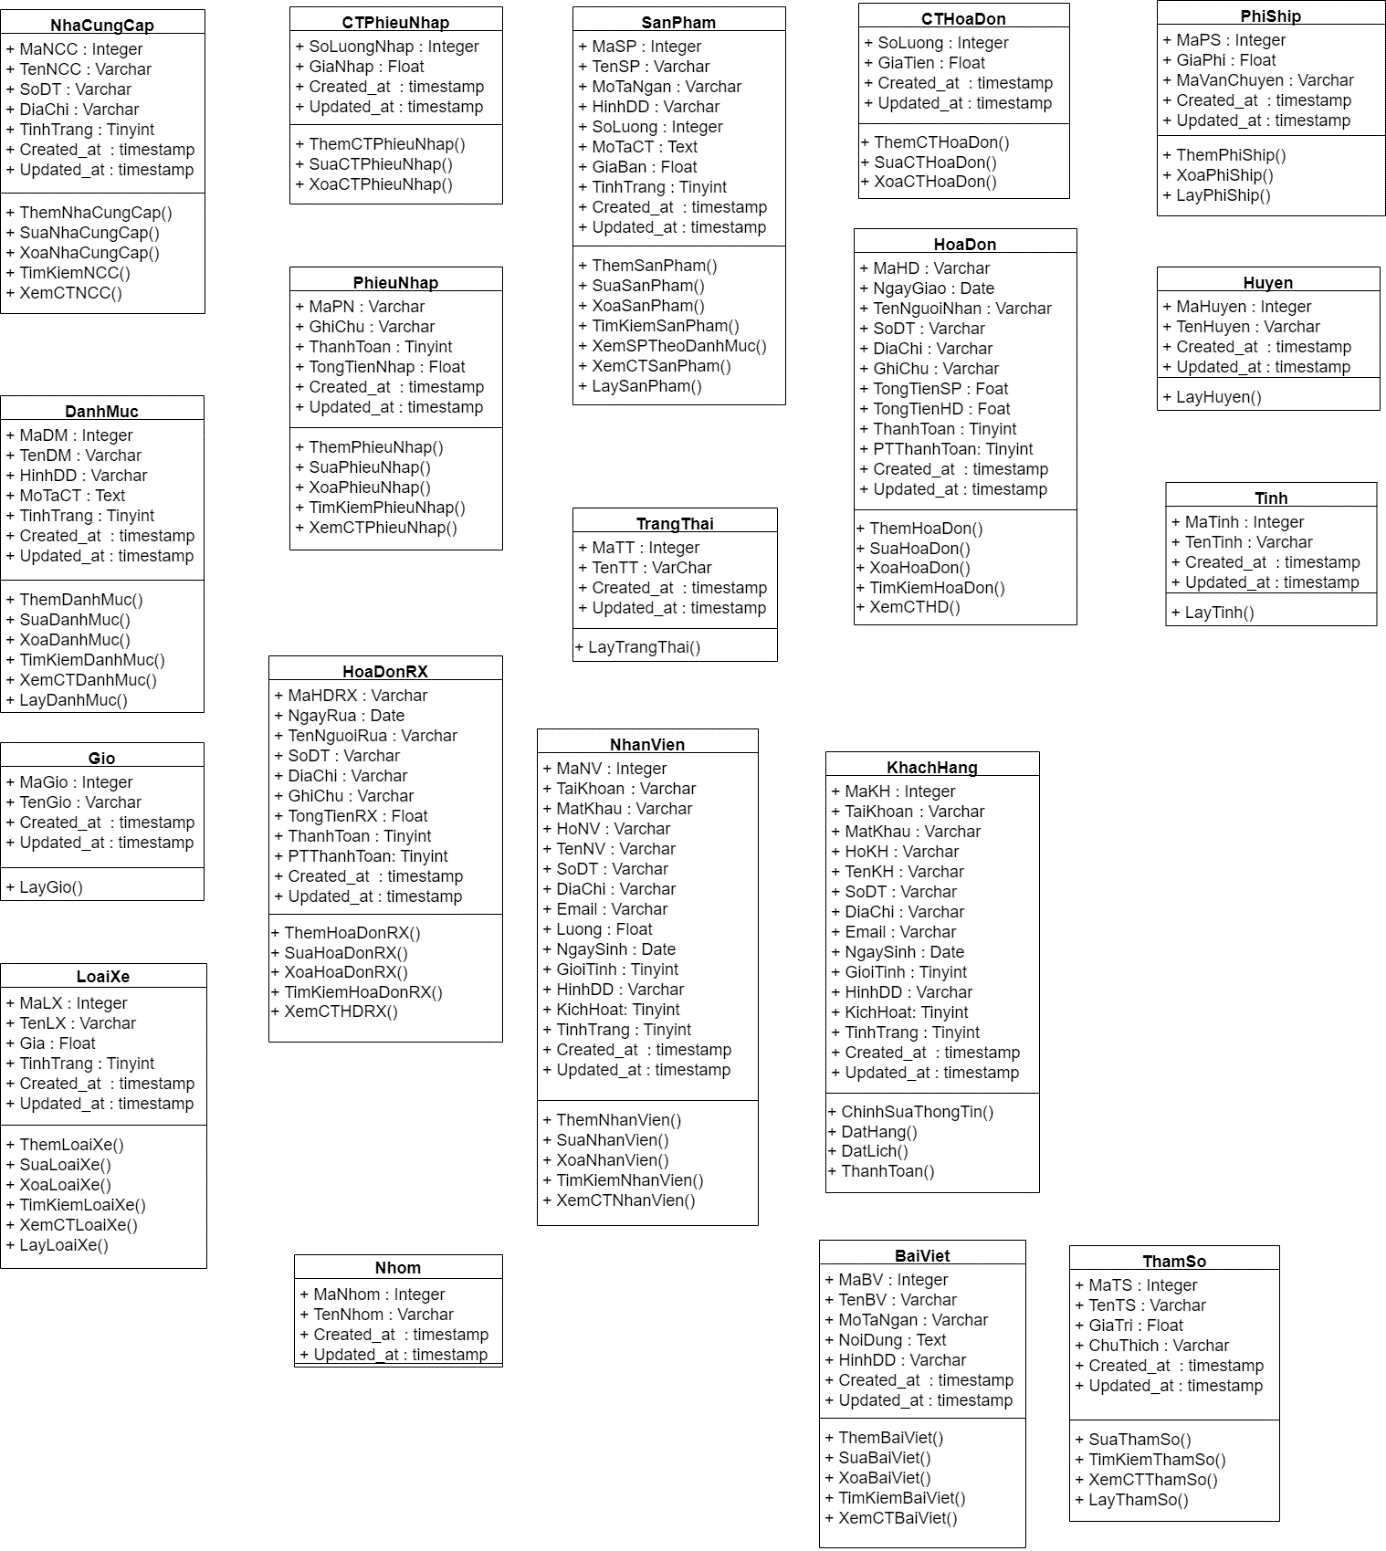 NhaCungCap
+ MaNCC : Integer
+ TenNCC : Varchar
+ SoDT : Varchar
+ DiaChi : Varchar
+ TinhTrang : Tinyint
+ Created_at : timestamp
+ Updated_at : timestamp
+ ThemNhaCungCap()
+ SuaNhaCungCap()
+ XoaNhaCungCap()
+ TimKiemNCC()
+ XemCTNCC()
CTPhieuNhap
+ SoLuongNhap : Integer
+ GiaNhap : Float
+ Created_at : timestamp
+ Updated_at : timestamp
+ ThemCTPhieuNhap()
+ SuaCTPhieuNhap()
+ XoaCTPhieuNhap()
SanPham
+ MaSP : Integer
+ TenSP : Varchar
+ MoTaNgan : Varchar
+ HinhDD : Varchar
+ SoLuong : Integer
+ MoTaCT : Text
+ GiaBan : Float
+ TinhTrang : Tinyint
+ Created_at : timestamp
+ Updated_at : timestamp
+ ThemSanPham()
+ SuaSanPham()
+ XoaSanPham()
+ TimKiemSanPham()
+ XemSPTheoDanhMuc()
+ XemCTSanPham()
+ LaySanPham()
CTHoaDon
+ SoLuong : Integer
+ GiaTien : Float
+ Created_at : timestamp
+ Updated_at : timestamp
+ ThemCTHoaDon()
+ SuaCTHoaDon()
+ XoaCTHoaDon()
PhiShip
+ MaPS : Integer
+ GiaPhi : Float
+ MaVanChuyen : Varchar
+ Created_at : timestamp
+ Updated_at : timestamp
+ ThemPhiShip()
+ XoaPhiShip()
+ LayPhiShip()
PhieuNhap
+ MaPN : Varchar
+ GhiChu : Varchar
+ ThanhToan : Tinyint
+ TongTienNhap : Float
+ Created_at : timestamp
+ Updated_at : timestamp
+ ThemPhieuNhap()
+ SuaPhieuNhap()
+ XoaPhieuNhap()
+ TimKiemPhieuNhap()
+ XemCTPhieuNhap()
HoaDon
+ MaHD : Varchar
+ NgayGiao : Date
+ TenNguoiNhan : Varchar
+ SoDT : Varchar
+ DiaChi : Varchar
+ GhiChu : Varchar
+ TongTienSP : Foat
+ TongTienHD : Foat
+ ThanhToan : Tinyint
+ PTThanhToan: Tinyint
+ Created_at : timestamp
+ Updated_at : timestamp
+ ThemHoaDon()
+ SuaHoaDon()
+ XoaHoaDon()
+ TimKiemHoaDon()
+ XemCTHD()
Huyen
+ MaHuyen : Integer
+ TenHuyen : Varchar
+ Created_at : timestamp
+ Updated_at : timestamp
+ LayHuyen()
DanhMuc
+ MaDM : Integer
+ TenDM : Varchar
+ HinhDD : Varchar
+ MoTaCT : Text
+ TinhTrang : Tinyint
+ Created_at : timestamp
+ Updated_at : timestamp
+ ThemDanhMuc()
+ SuaDanhMuc()
+ XoaDanhMuc()
+ TimKiemDanhMuc()
+ XemCTDanhMuc()
+ LayDanhMuc()
TrangThai
+ MaTT : Integer
+ TenTT : VarChar
+ Created_at : timestamp
+ Updated_at : timestamp
+ LayTrangThai()
Tinh
+ MaTinh : Integer
+ TenTinh : Varchar
+ Created_at : timestamp
+ Updated_at : timestamp
+ LayTinh()
Gio
+ MaGio : Integer
+ TenGio : Varchar
+ Created_at : timestamp
+ Updated_at : timestamp
+ LayGio()
HoaDonRX
+ MaHDRX : Varchar
+ NgayRua : Date
+ TenNguoiRua : Varchar
+ SoDT : Varchar
+ DiaChi : Varchar
+ GhiChu : Varchar
+ TongTienRX : Float
+ ThanhToan : Tinyint
+ PTThanhToan: Tinyint
+ Created_at : timestamp
+ Updated_at : timestamp
+ ThemHoaDonRX()
+ SuaHoaDonRX()
+ XoaHoaDonRX()
+ TimKiemHoaDonRX()
+ XemCTHDRX()
NhanVien
+ MaNV : Integer
+ TaiKhoan : Varchar
+ MatKhau : Varchar
+ HoNV : Varchar
+ TenNV : Varchar
+ SoDT : Varchar
+ DiaChi : Varchar
+ Email : Varchar
+ Luong : Float
+ NgaySinh : Date
+ GioiTinh : Tinyint
+ HinhDD : Varchar
+ KichHoat: Tinyint
+ TinhTrang : Tinyint
+ Created_at : timestamp
+ Updated_at : timestamp
+ ThemNhanVien()
+ SuaNhanVien()
+ XoaNhanVien()
+ TimKiemNhanVien()
+ XemCTNhanVien()
KhachHang
+ MaKH : Integer
+ TaiKhoan : Varchar
+ MatKhau : Varchar
+ HoKH : Varchar
+ TenKH : Varchar
+ SoDT : Varchar
+ DiaChi : Varchar
+ Email : Varchar
+ NgaySinh : Date
+ GioiTinh : Tinyint
+ HinhDD : Varchar
+ KichHoat: Tinyint
+ TinhTrang : Tinyint
+ Created_at : timestamp
+ Updated_at : timestamp
+ ChinhSuaThongTin()
+ DatHang()
+ DatLich()
+ ThanhToan()
LoaiXe
+ MaLX : Integer
+ TenLX : Varchar
+ Gia : Float
+ TinhTrang : Tinyint
+ Created_at : timestamp
+ Updated_at : timestamp
+ ThemLoaiXe()
+ SuaLoaiXe()
+ XoaLoaiXe()
+ TimKiemLoaiXe()
+ XemCTLoaiXe()
+ LayLoaiXe()
Nhom
+ MaNhom : Integer
+ TenNhom : Varchar
+ Created_at : timestamp
+ Updated_at : timestamp
BaiViet
+ MaBV : Integer
+ TenBV : Varchar
+ MoTaNgan : Varchar
+ NoiDung : Text
+ HinhDD : Varchar
+ Created_at : timestamp
+ Updated_at : timestamp
+ ThemBaiViet()
+ SuaBaiViet()
+ XoaBaiViet()
+ TimKiemBaiViet()
+ XemCTBaiViet()
ThamSo
+ MaTS : Integer
+ TenTS : Varchar
+ GiaTri : Float
+ ChuThich : Varchar
+ Created_at : timestamp
+ Updated_at : timestamp
+ SuaThamSo()
+ TimKiemThamSo()
+ XemCTThamSo()
+ LayThamSo()